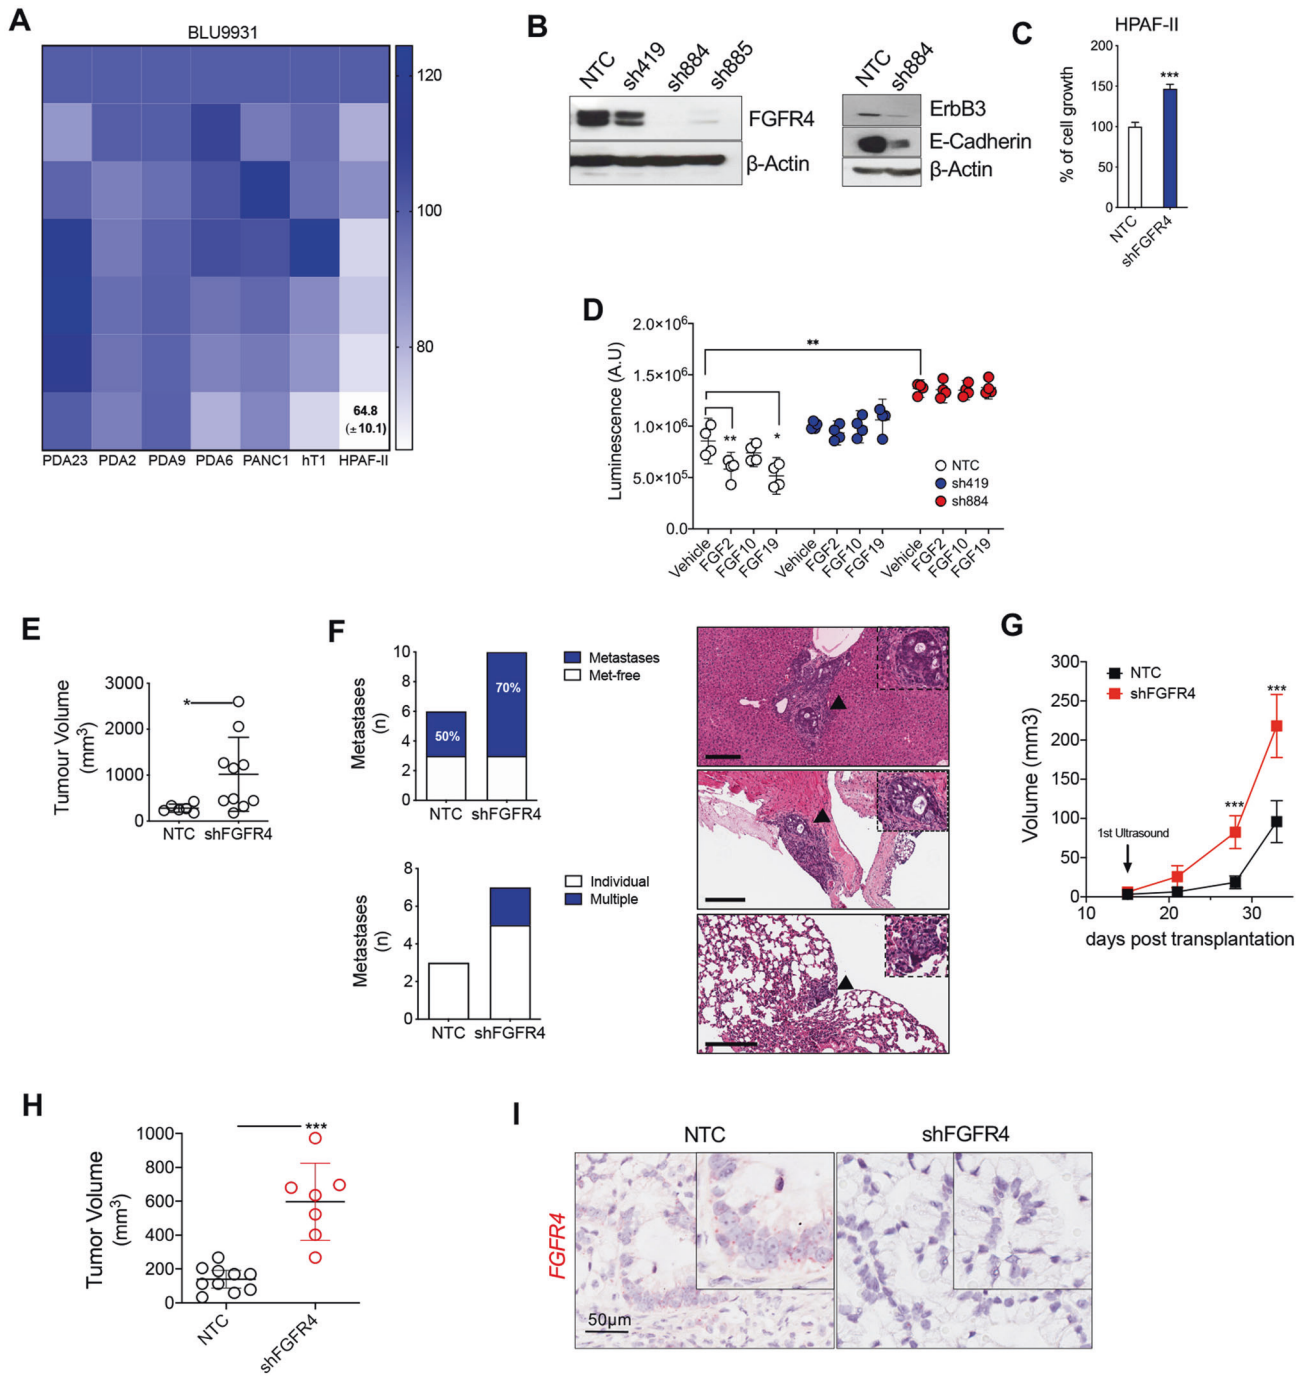 A
BLU9931
120
100
80
64.8
(±10.1)
PDA23 PDA2 PDA9 PDA6 PANC1 hT1 HPAF-II
B
NTC sh419 sh884 sh885
FGFR4
β-Actin
NTC sh884
ErbB3
E-Cadherin
β-Actin
C
HPAF-II
% of cell growth
200
150
100
50
0
***
NTC shFGFR4
D
Luminescence (A.U)
2.0×10⁶
1.5×10⁶
1.0×10⁶
5.0×10⁵
0.0
**
**
*
NTC
sh419
sh884
Vehicle FGF2 FGF10 FGF19 Vehicle FGF2 FGF10 FGF19 Vehicle FGF2 FGF10 FGF19
E
Tumour Volume
(mm³)
3000
2000
1000
0
*
NTC shFGFR4
F
Metastases
(n)
10
8
6
4
2
0
50%
70%
NTC shFGFR4
Metastases
Met-free
Metastases
(n)
8
6
4
2
0
NTC shFGFR4
Individual
Multiple
G
Volume (mm3)
300
250
200
150
100
50
0
NTC
shFGFR4
1st Ultrasound
***
***
10 20 30
days post transplantation
H
Tumor Volume
(mm³)
1000
800
600
400
200
0
***
NTC shFGFR4
I
NTC shFGFR4
FGFR4
50μm